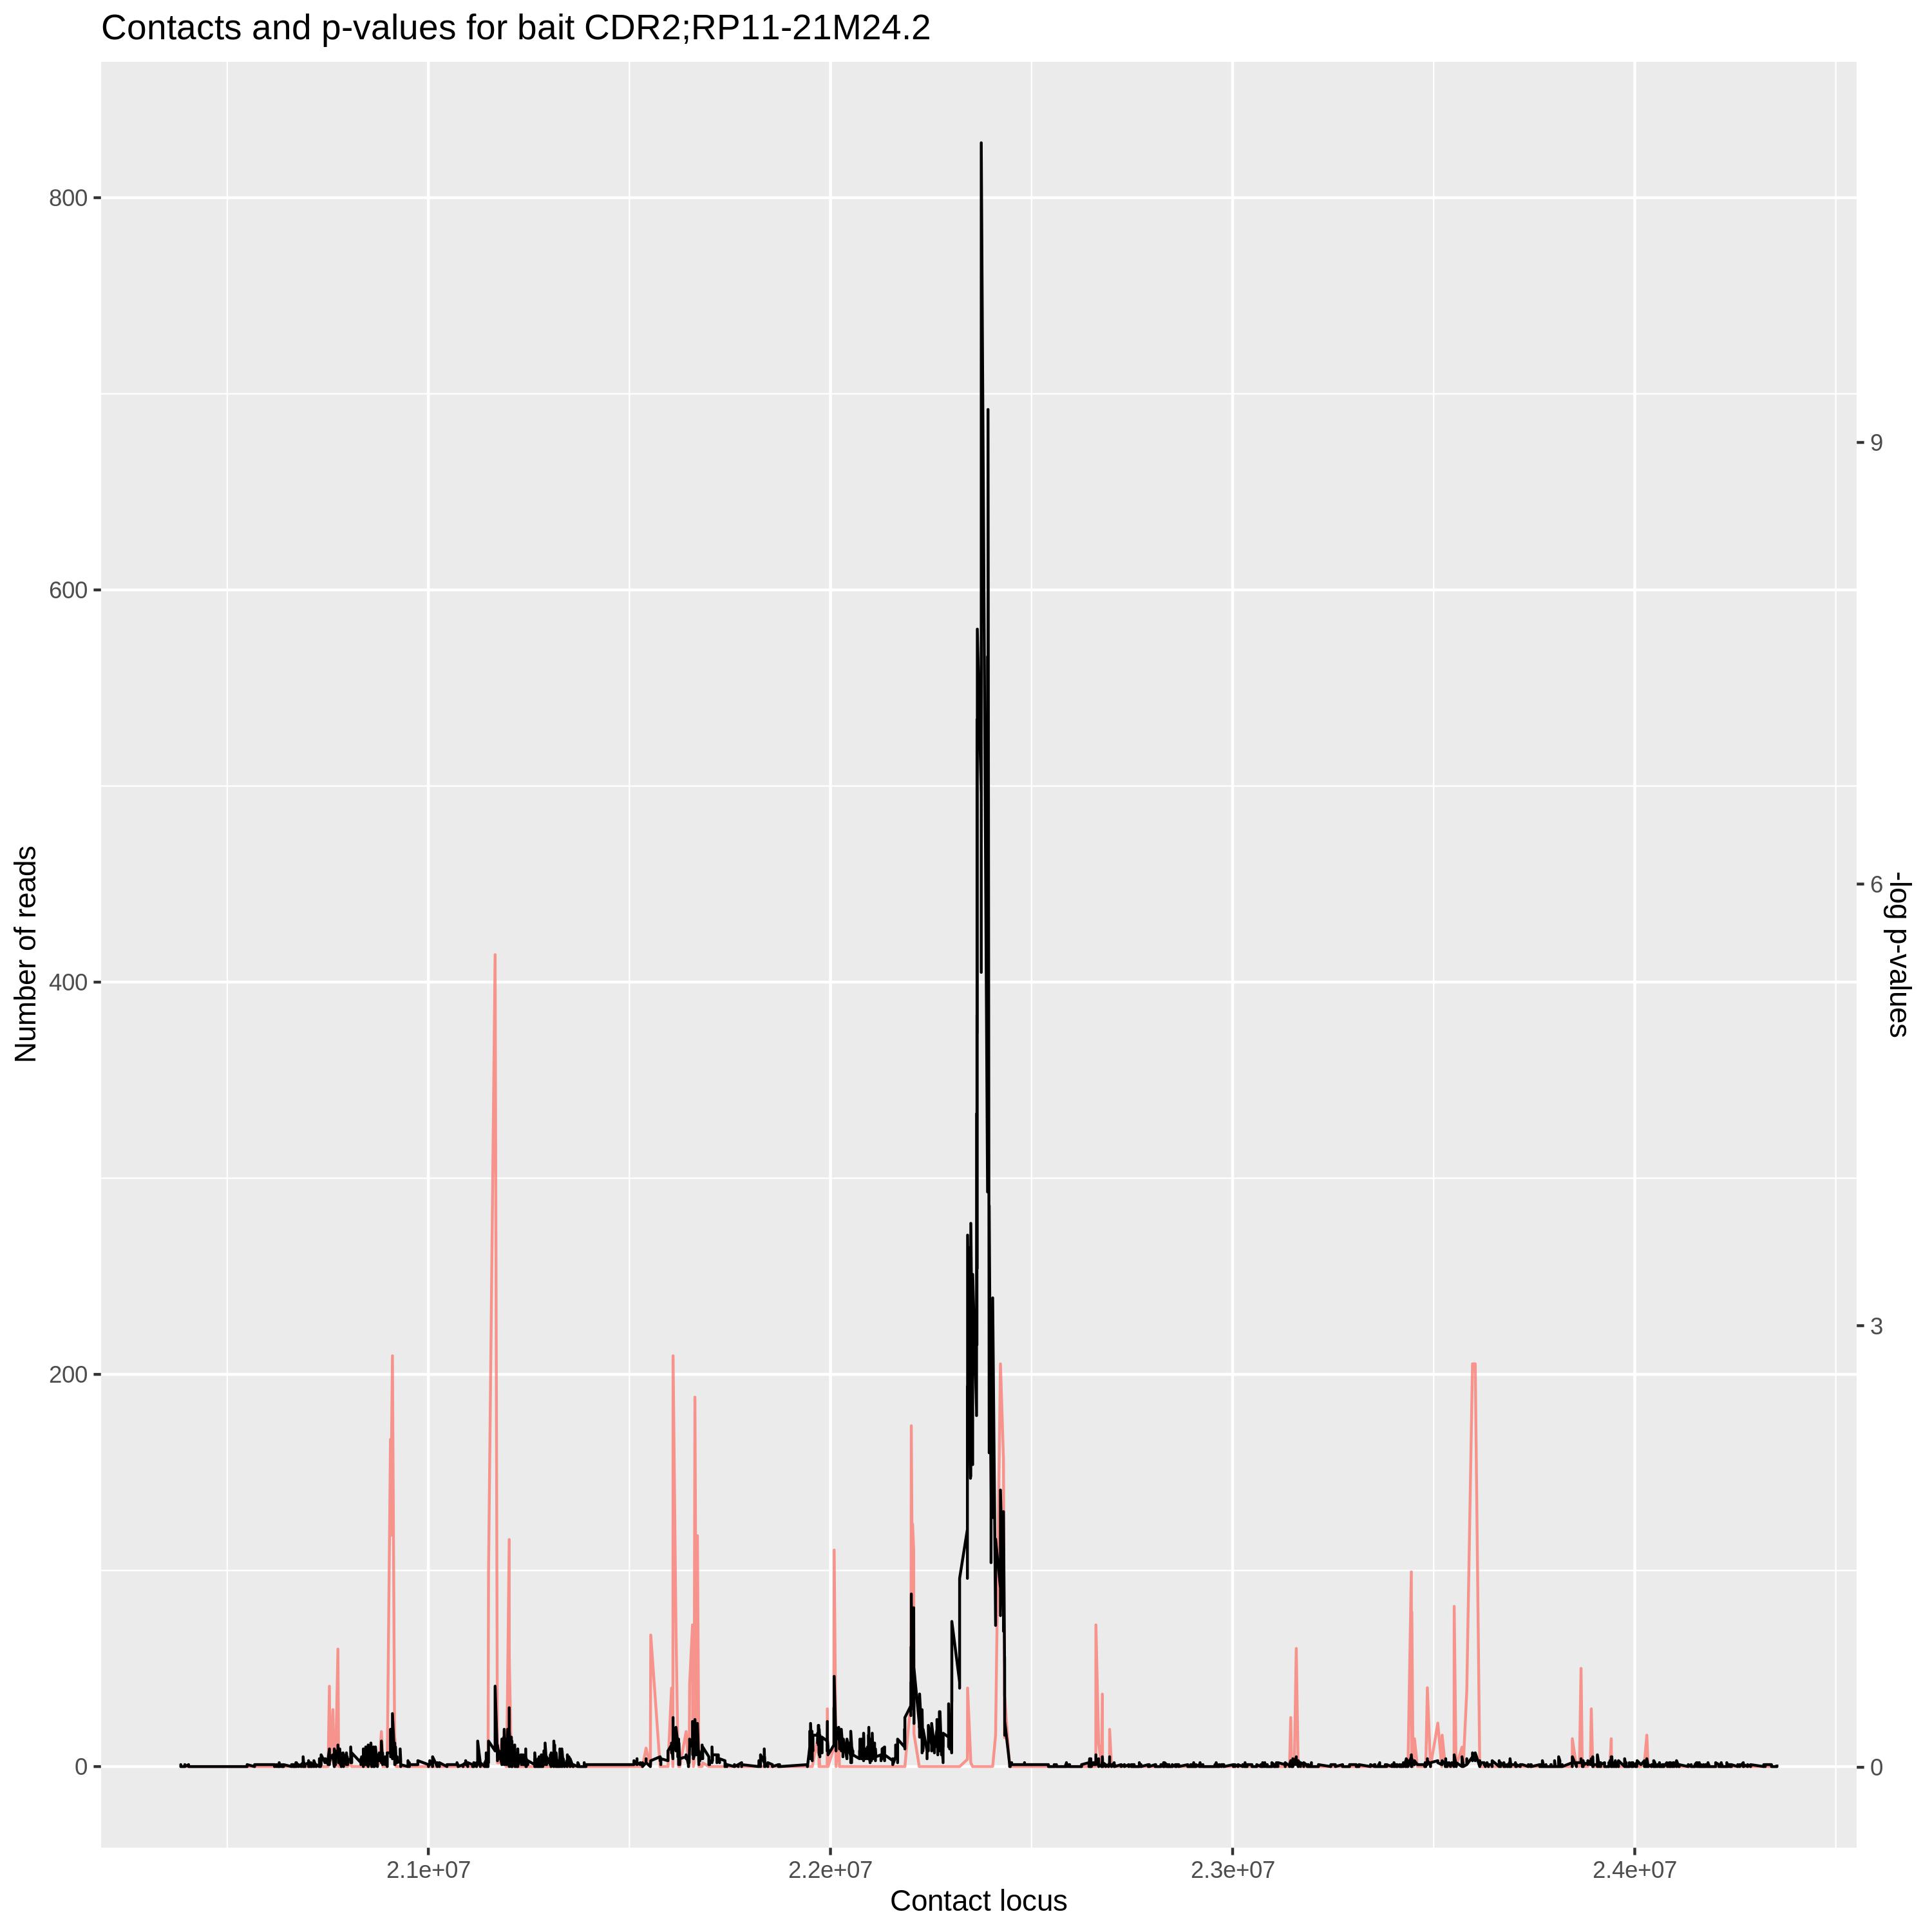 Contacts and p-values for bait CDR2;RP11-21M24.2
800
600
400
200
0
Number of reads
9
6
3
0
-log p-values
2.1e+07
2.2e+07
2.3e+07
2.4e+07
Contact locus